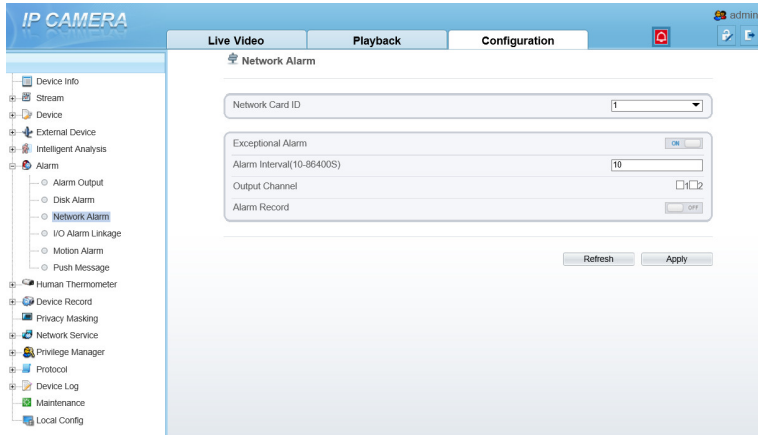 IP CAMERA
admin
Live Video
Playback
Configuration
Device Info
Stream
Device
External Device
Intelligent Analysis
Alarm
Alarm Output
Disk Alarm
Network Alarm
I/O Alarm Linkage
Motion Alarm
Push Message
Human Thermometer
Device Record
Privacy Masking
Network Service
Privilege Manager
Protocol
Device Log
Maintenance
Local Config
Network Alarm
Network Card ID 1
Exceptional Alarm ON
Alarm Interval(10-86400S) 10
Output Channel 1 2
Alarm Record OFF
Refresh Apply